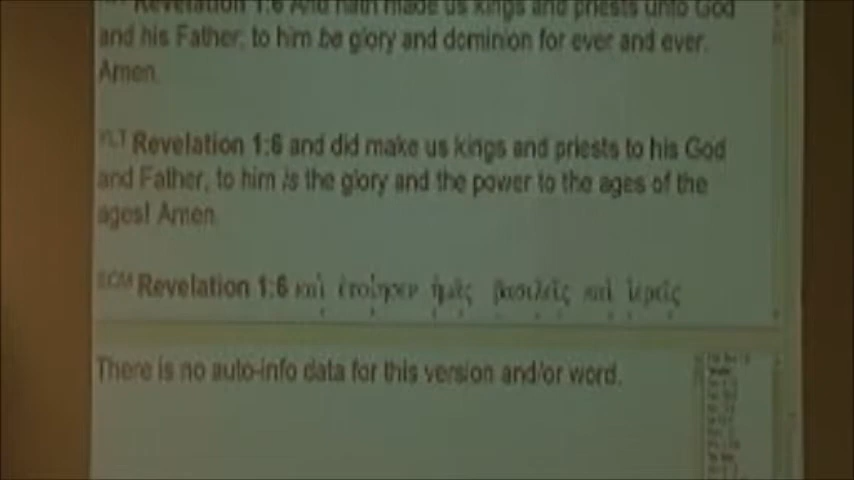 Revelation 1:6 And hath made us kings and priests unto God
and his Father; to him be glory and dominion for ever and ever.
Amen.
YLT Revelation 1:6 and did make us kings and priests to his God
and Father, to him is the glory and the power to the ages of the
ages! Amen.
Revelation 1:6 καὶ ἐποίησεν ἡμᾶς βασιλεῖς καὶ ἱερεῖς
There is no auto-info data for this version and/or word.